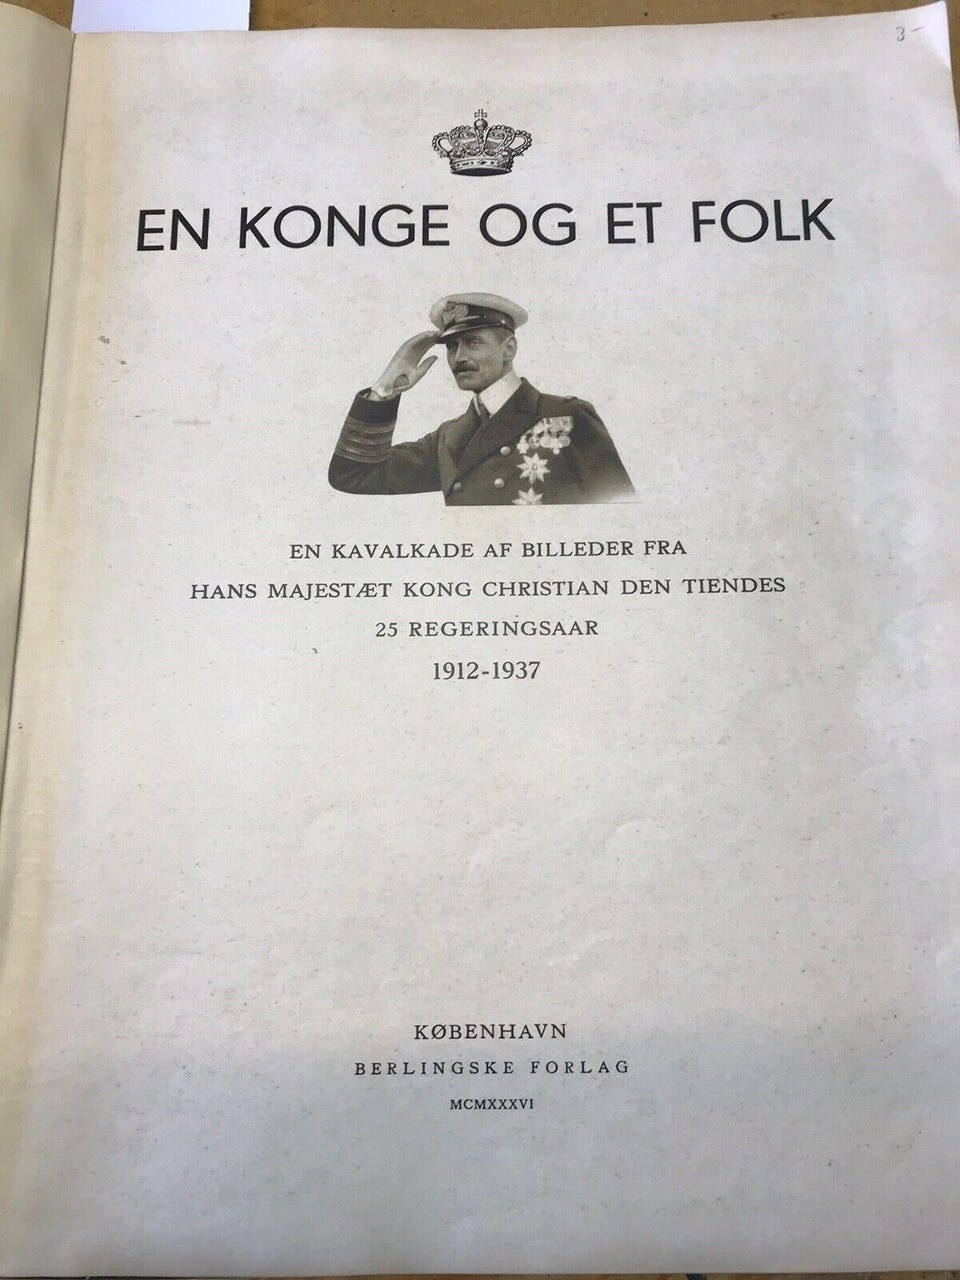 3-
EN KONGE OG ET FOLK
EN KAVALKADE AF BILLEDER FRA
HANS MAJESTÆT KONG CHRISTIAN DEN TIENDES
25 REGERINGSAAR
1912-1937
KØBENHAVN
BERLINGSKE FORLAG
MCMXXXVI